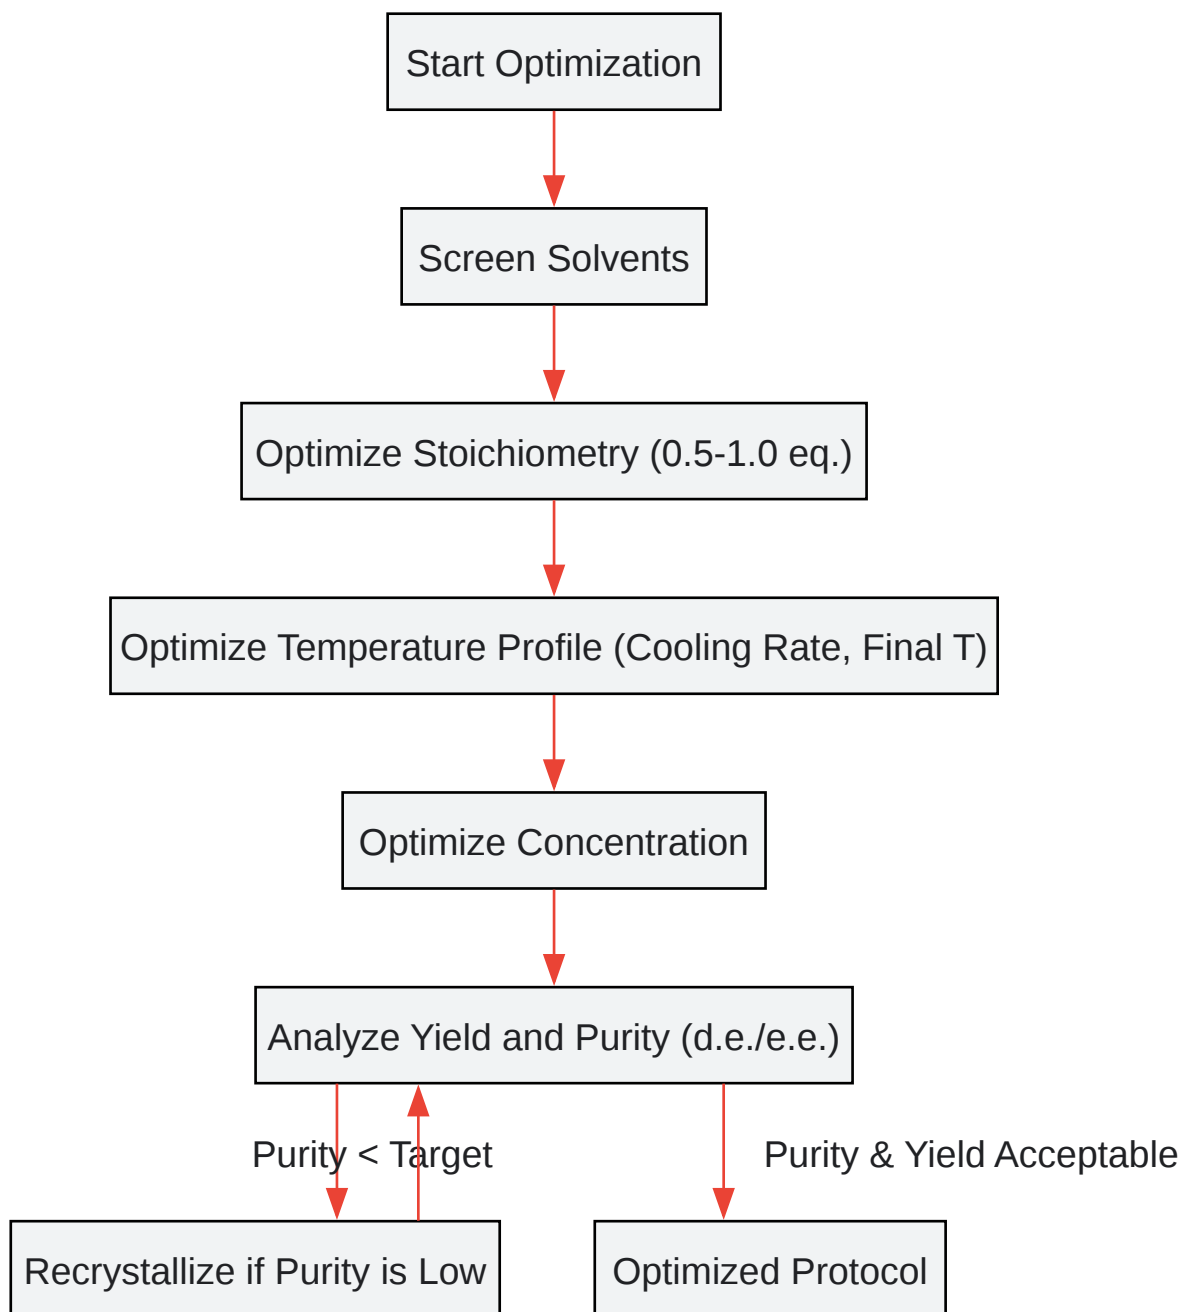 Start Optimization
Screen Solvents
Optimize Stoichiometry (0.5-1.0 eq.)
Optimize Temperature Profile (Cooling Rate, Final T)
Optimize Concentration
Analyze Yield and Purity (d.e./e.e.)
Purity < Target
Purity & Yield Acceptable
Recrystallize if Purity is Low
Optimized Protocol